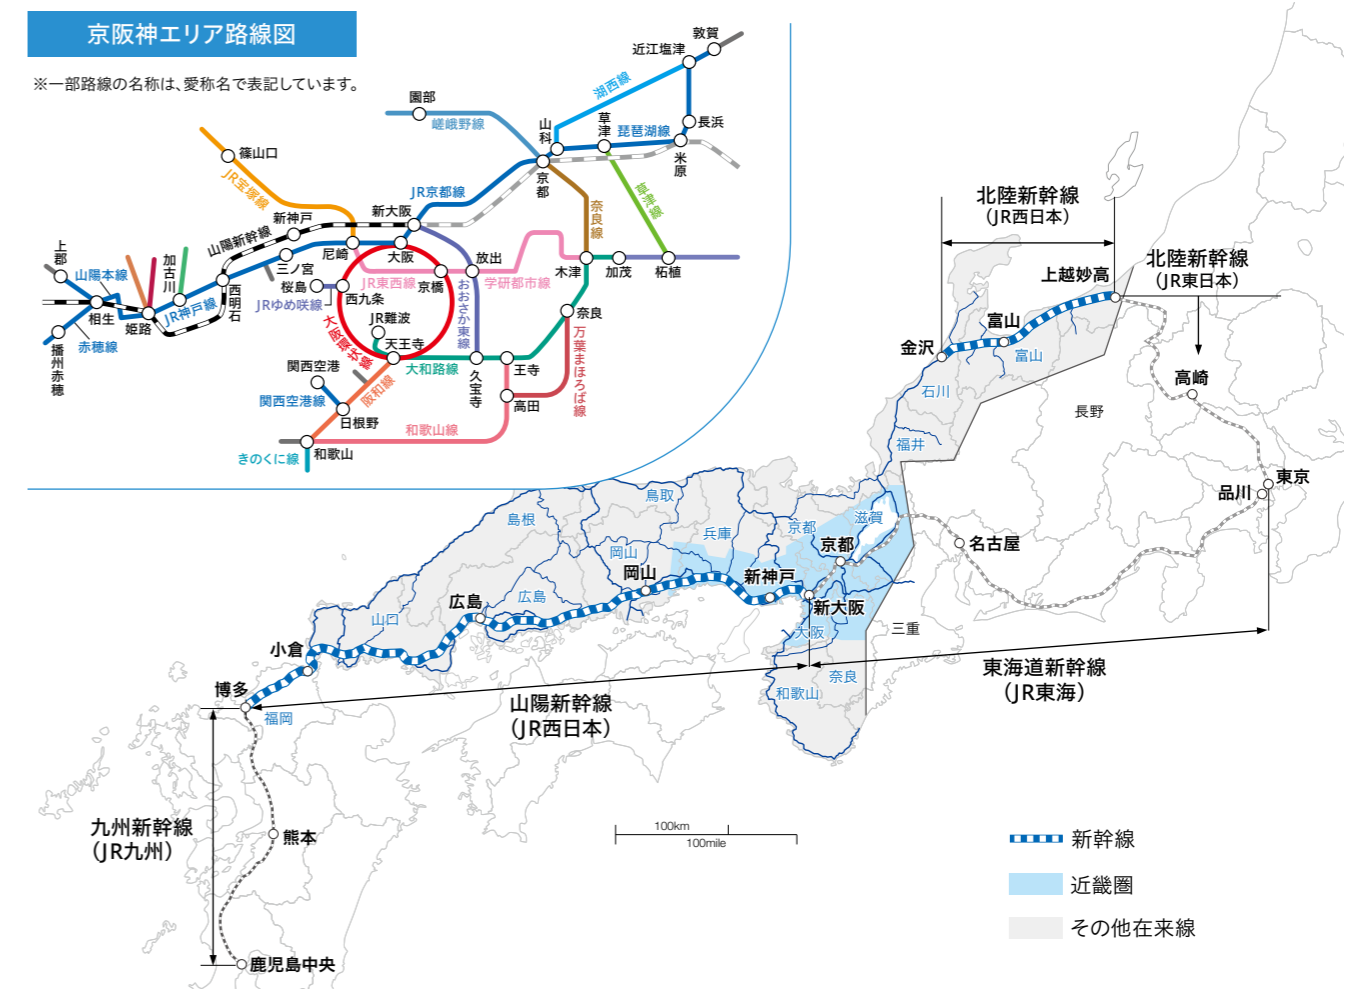 京阪神エリア路線図
※一部路線の名称は、愛称名で表記しています。
敦賀
近江塩津
湖西線
園部
嵯峨野線
山科
草津
琵琶湖線
長浜
米原
京都
篠山口
JR宝塚線
JR京都線
奈良線
草津線
新大阪
新神戸
山陽新幹線
上郡
山陽本線
加古川
三ノ宮
尼崎
大阪
放出
木津
加茂
柘植
桜島
JR東西線
京橋
学研都市線
JRゆめ咲線
西九条
おおさか東線
相生
姫路
JR神戸線
西明石
赤穂線
播州赤穂
大阪環状線
JR難波
天王寺
奈良
万葉まほろば線
関西空港
大和路線
久宝寺
王寺
関西空港線
阪和線
日根野
高田
和歌山線
和歌山
きのくに線
北陸新幹線
（JR西日本）
北陸新幹線
（JR東日本）
上越妙高
富山
富山
金沢
石川
高崎
長野
福井
東京
品川
鳥取
島根
兵庫
京都
滋賀
岡山
京都
名古屋
岡山
新神戸
広島
広島
新大阪
山口
大阪
三重
小倉
奈良
和歌山
東海道新幹線
（JR東海）
博多
福岡
山陽新幹線
（JR西日本）
九州新幹線
（JR九州）
熊本
鹿児島中央
100km
100mile
新幹線
近畿圏
その他在来線